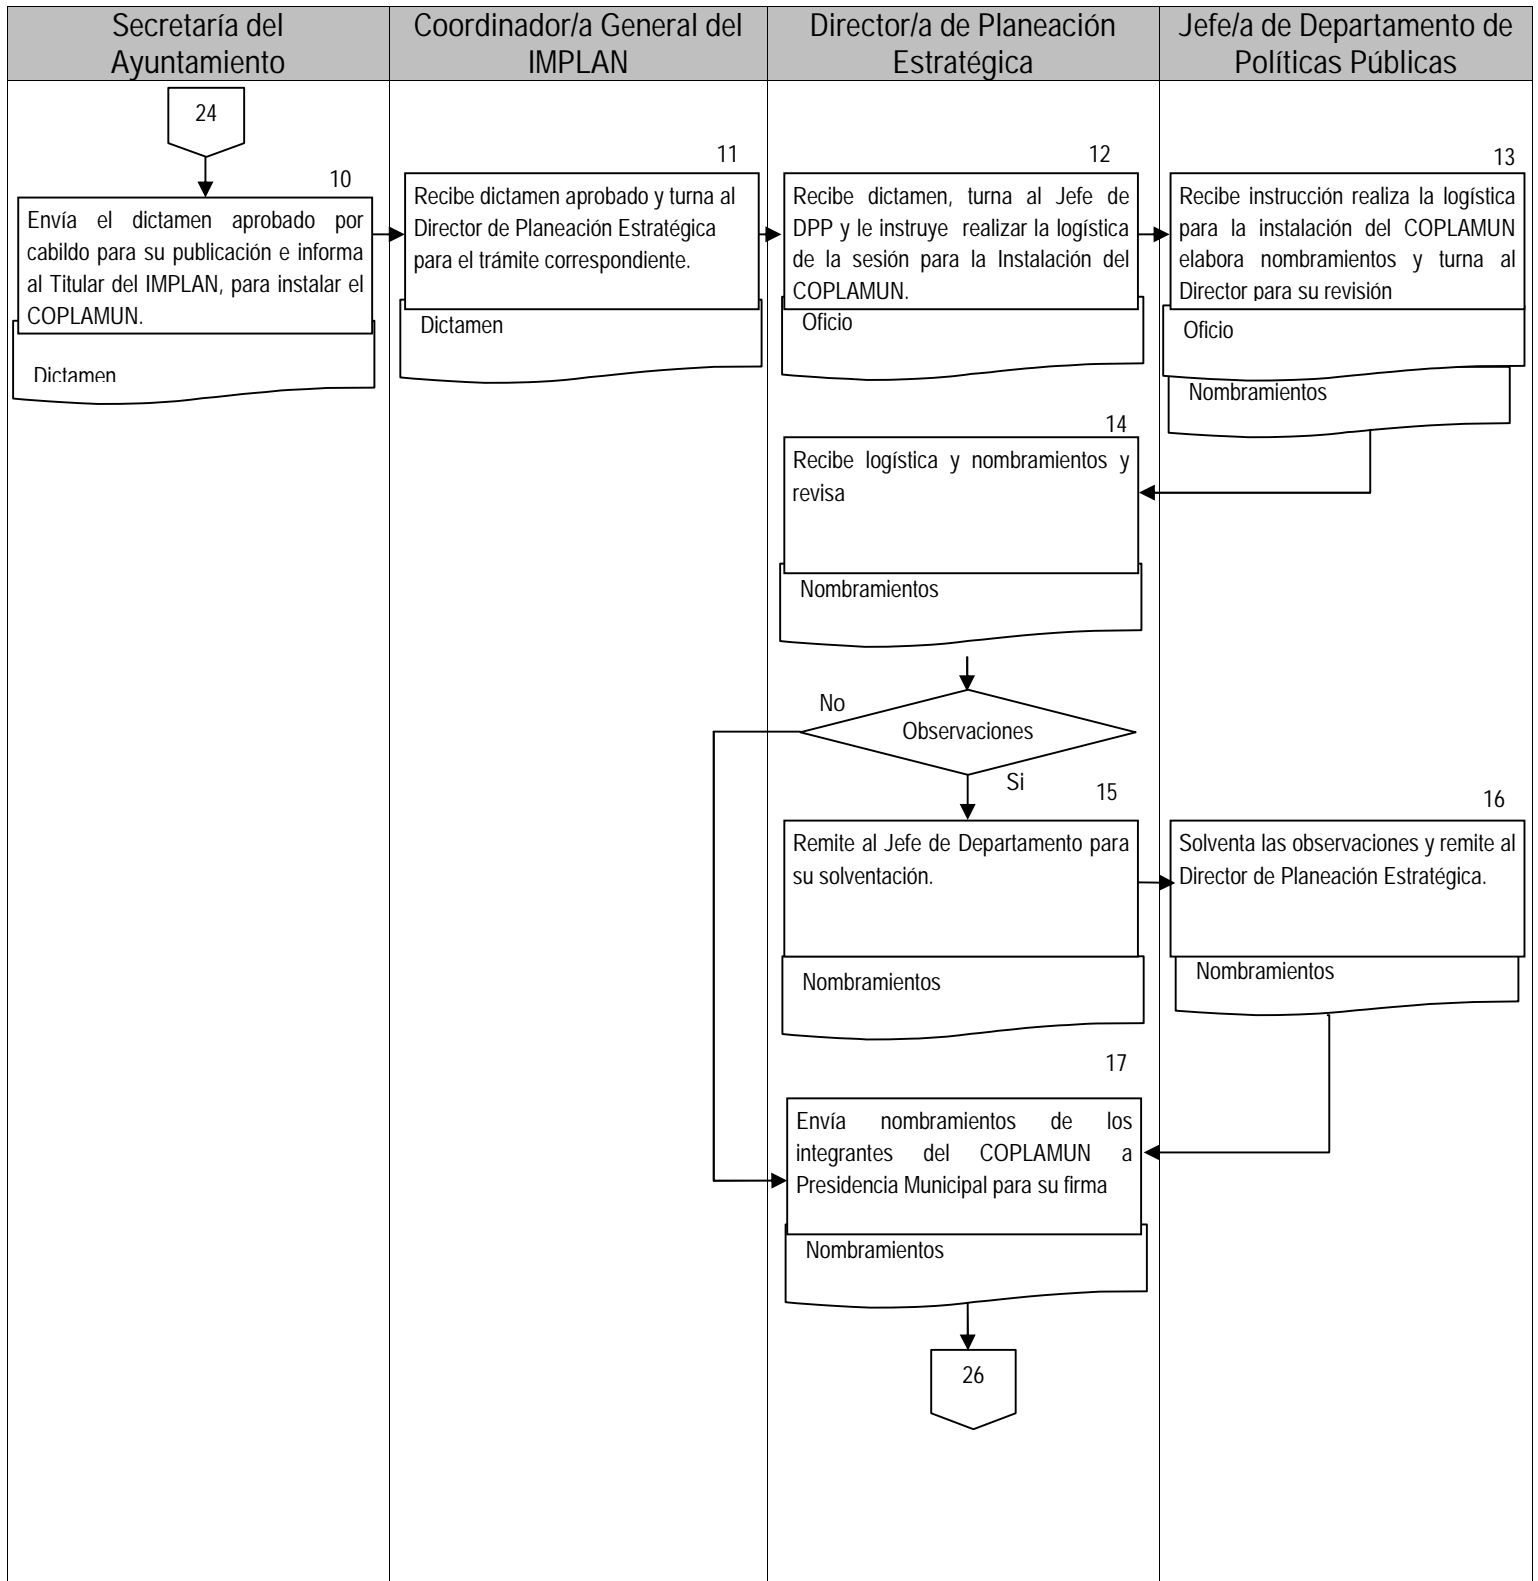 Secretaría del
Ayuntamiento
Coordinador/a General del
IMPLAN
Director/a de Planeación
Estratégica
Jefe/a de Departamento de
Políticas Públicas
24
10
Envía el dictamen aprobado por
cabildo para su publicación e informa
al Titular del IMPLAN, para instalar el
COPLAMUN.
Dictamen
11
Recibe dictamen aprobado y turna al
Director de Planeación Estratégica
para el trámite correspondiente.
Dictamen
12
Recibe dictamen, turna al Jefe de
DPP y le instruye realizar la logística
de la sesión para la Instalación del
COPLAMUN.
Oficio
13
Recibe instrucción realiza la logística
para la instalación del COPLAMUN
elabora nombramientos y turna al
Director para su revisión
Oficio
Nombramientos
14
Recibe logística y nombramientos y
revisa
Nombramientos
No
Observaciones
Si
15
Remite al Jefe de Departamento para
su solventación.
Nombramientos
16
Solventa las observaciones y remite al
Director de Planeación Estratégica.
Nombramientos
17
Envía nombramientos de los
integrantes del COPLAMUN a
Presidencia Municipal para su firma
Nombramientos
26